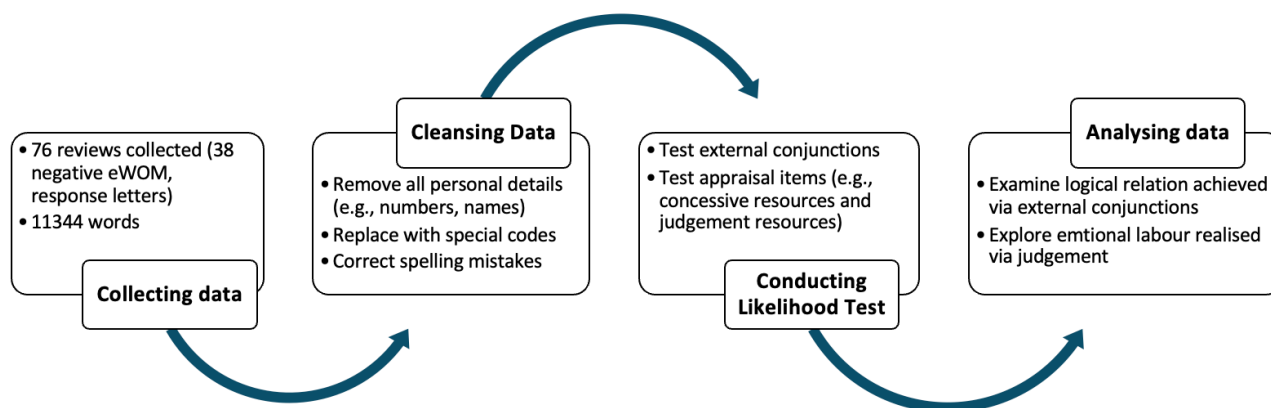 • 76 reviews collected (38
negative eWOM,
response letters)
• 11344 words
Collecting data
Cleansing Data
• Remove all personal details
(e.g., numbers, names)
• Replace with special codes
• Correct spelling mistakes
• Test external conjunctions
• Test appraisal items (e.g.,
concessive resources and
judgement resources)
Conducting
Likelihood Test
Analysing data
• Examine logical relation achieved
via external conjunctions
• Explore emtional labour realised
via judgement